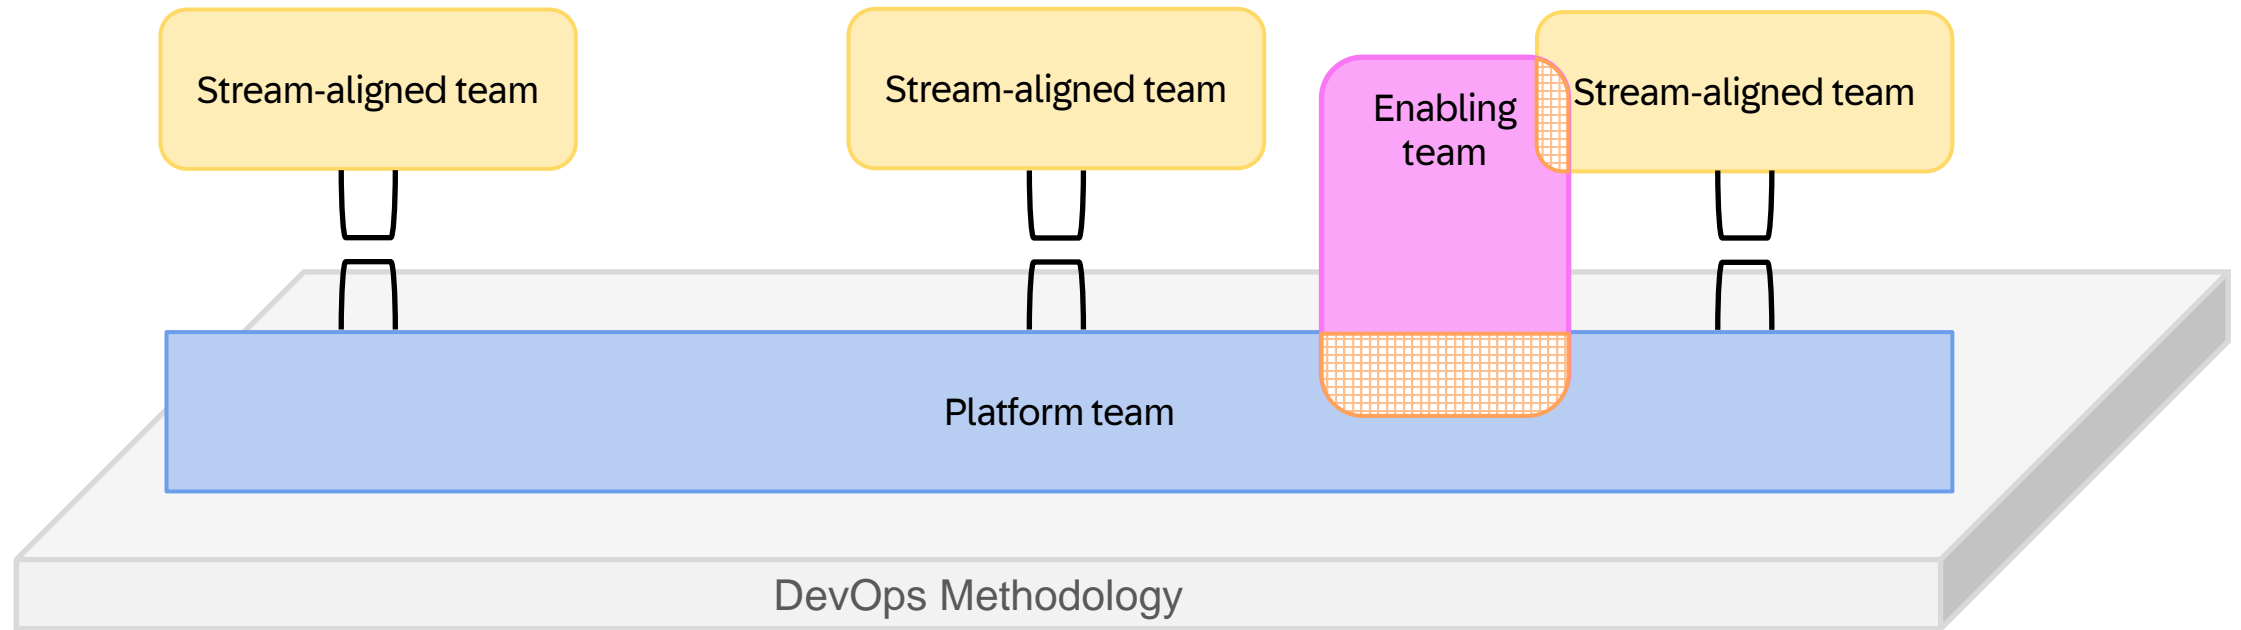 Stream-aligned team
Stream-aligned team
Enabling
team
Stream-aligned team
Platform team
DevOps Methodology